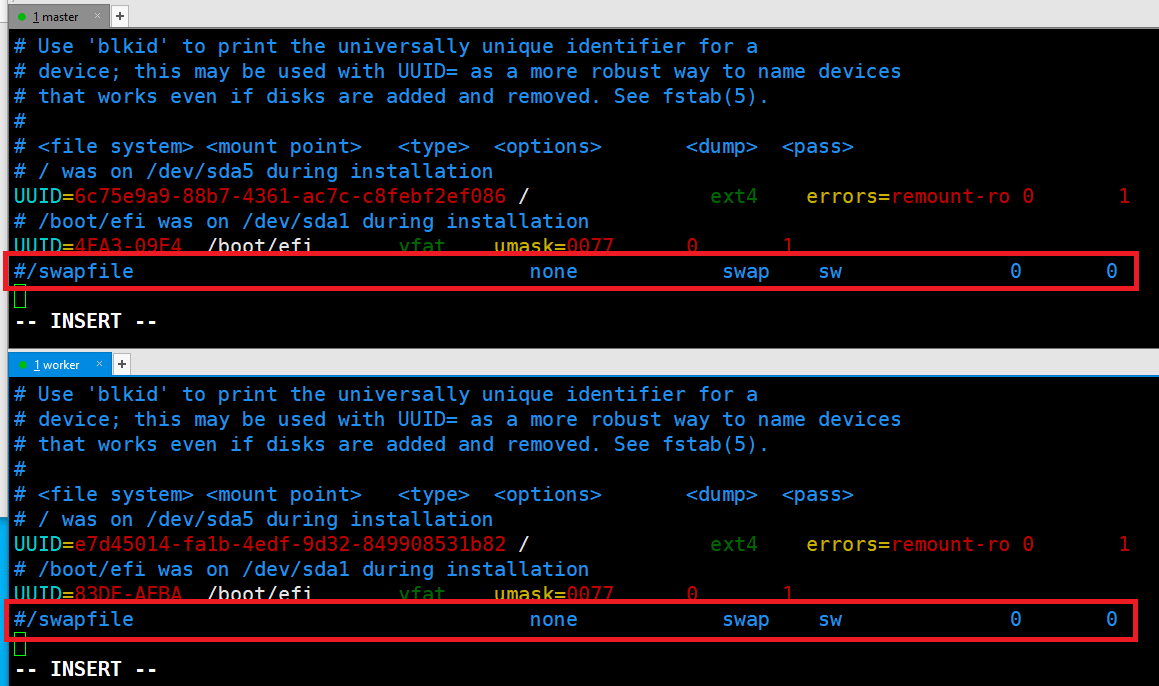 1 master × +
# Use 'blkid' to print the universally unique identifier for a
# device; this may be used with UUID= as a more robust way to name devices
# that works even if disks are added and removed. See fstab(5).
#
# <file system> <mount point>   <type>  <options>       <dump>  <pass>
# / was on /dev/sda5 during installation
UUID=6c75e9a9-88b7-4361-ac7c-c8febf2ef086 /               ext4    errors=remount-ro 0       1
# /boot/efi was on /dev/sda1 during installation
UUID=4FA3-09F4  /boot/efi       vfat    umask=0077      0       1
#/swapfile                                 none            swap    sw              0       0
-- INSERT --
1 worker × +
# Use 'blkid' to print the universally unique identifier for a
# device; this may be used with UUID= as a more robust way to name devices
# that works even if disks are added and removed. See fstab(5).
#
# <file system> <mount point>   <type>  <options>       <dump>  <pass>
# / was on /dev/sda5 during installation
UUID=e7d45014-fa1b-4edf-9d32-849908531b82 /               ext4    errors=remount-ro 0       1
# /boot/efi was on /dev/sda1 during installation
UUID=83DE-AFBA  /boot/efi       vfat    umask=0077      0       1
#/swapfile                                 none            swap    sw              0       0
-- INSERT --